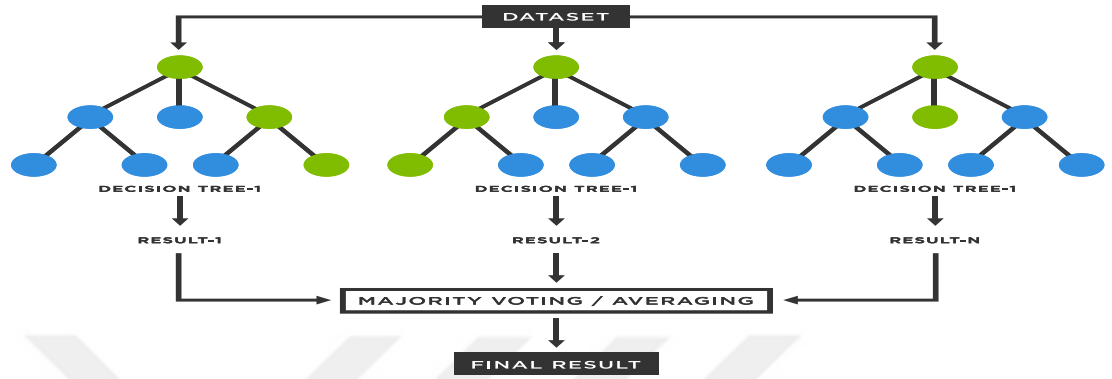 DATASET
DECISION TREE-1 DECISION TREE-1 DECISION TREE-1
RESULT-1 RESULT-2 RESULT-N
MAJORITY VOTING / AVERAGING
FINAL RESULT